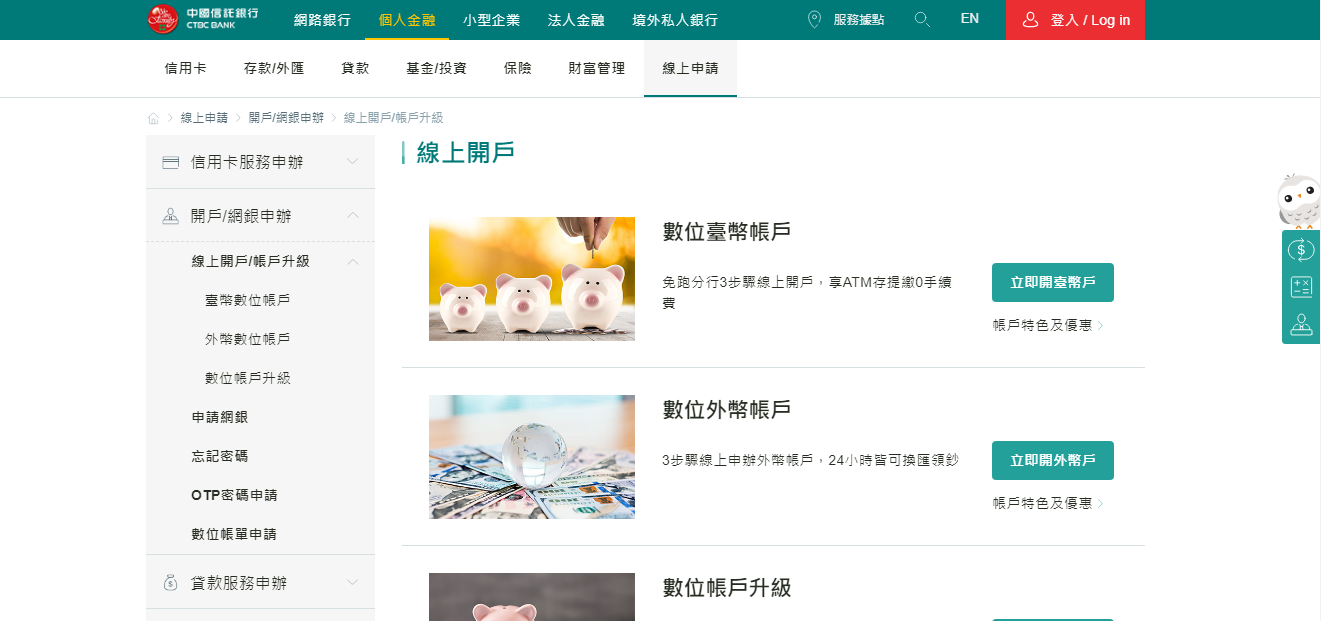 中國信託銀行
CTBC BANK
網路銀行 個人金融 小型企業 法人金融 境外私人銀行 服務據點 EN 登入 / Log in
信用卡 存款/外匯 貸款 基金/投資 保險 財富管理 線上申請
線上申請 開戶/網銀申辦 線上開戶/帳戶升級
信用卡服務申辦
開戶/網銀申辦
線上開戶/帳戶升級
臺幣數位帳戶
外幣數位帳戶
數位帳戶升級
申請網銀
忘記密碼
OTP密碼申請
數位帳單申請
貸款服務申辦
線上開戶
數位臺幣帳戶
免跑分行3步驟線上開戶，享ATM存提繳0手續
費
立即開臺幣戶
帳戶特色及優惠
數位外幣帳戶
3步驟線上申辦外幣帳戶，24小時皆可換匯領鈔
立即開外幣戶
帳戶特色及優惠
數位帳戶升級